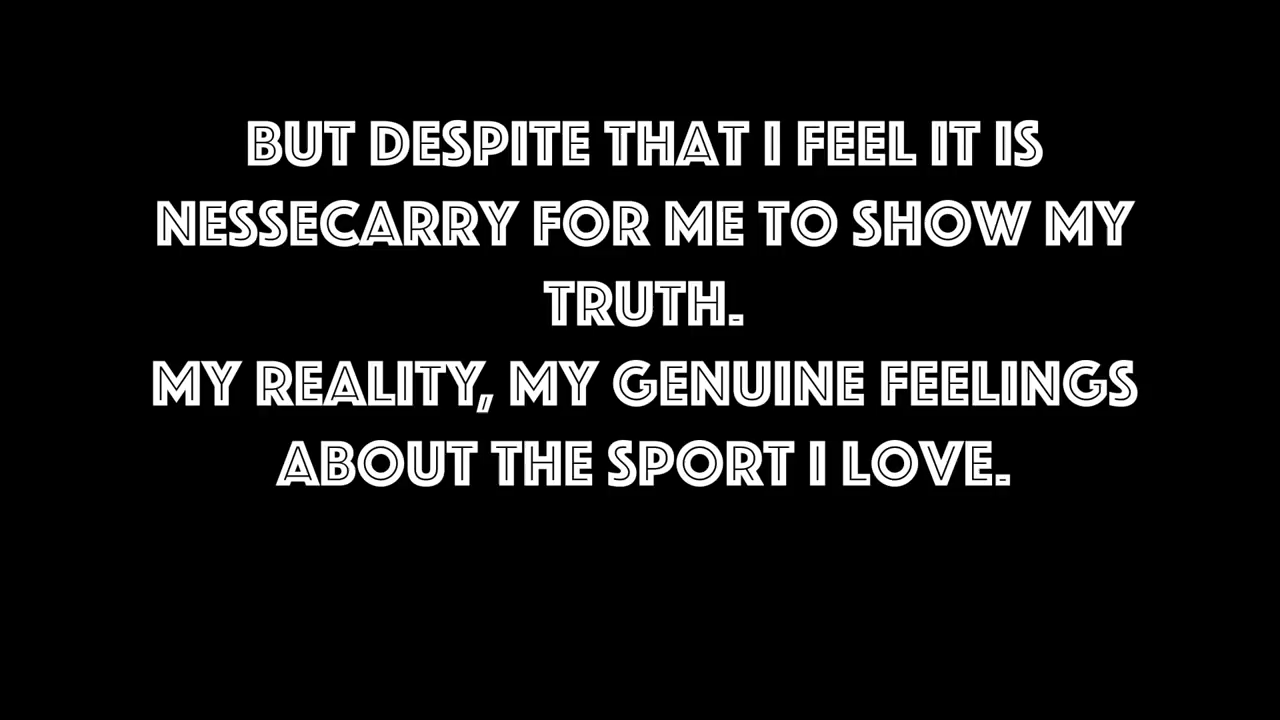 BUT DESPITE THAT I FEEL IT IS
NESSECARRY FOR ME TO SHOW MY
TRUTH.
MY REALITY, MY GENUINE FEELINGS
ABOUT THE SPORT I LOVE.